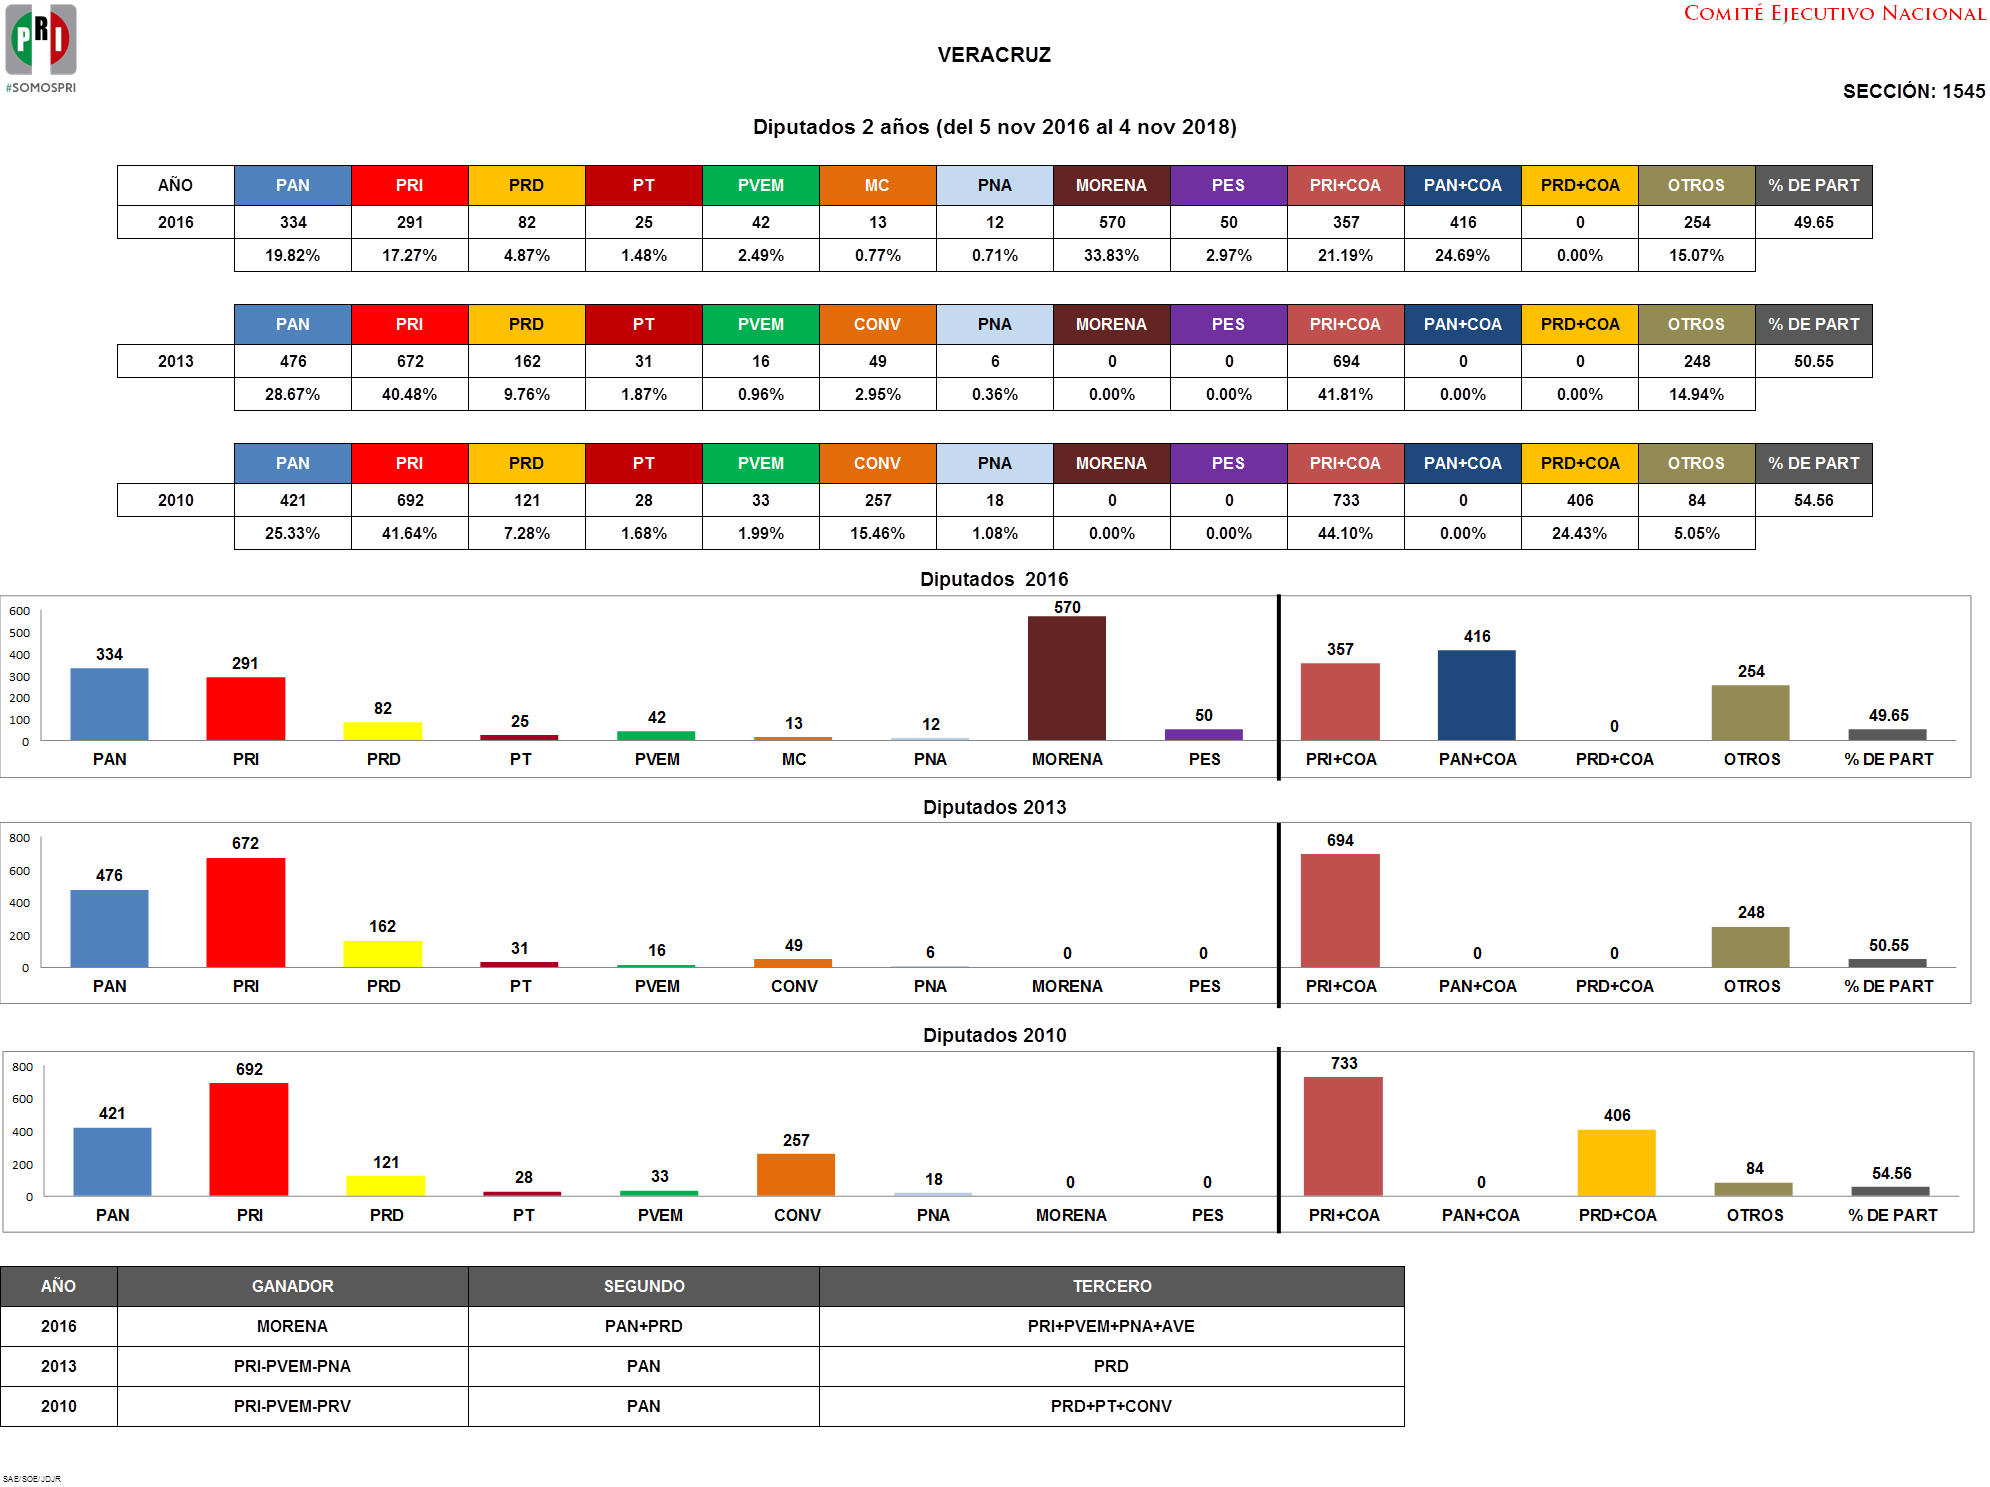 PRI
#SOMOSPRI
COMITÉ EJECUTIVO NACIONAL
VERACRUZ
SECCIÓN: 1545
Diputados 2 años (del 5 nov 2016 al 4 nov 2018)
AÑO PAN PRI PRD PT PVEM MC PNA MORENA PES PRI+COA PAN+COA PRD+COA OTROS % DE PART
2016 334 291 82 25 42 13 12 570 50 357 416 0 254 49.65
19.82% 17.27% 4.87% 1.48% 2.49% 0.77% 0.71% 33.83% 2.97% 21.19% 24.69% 0.00% 15.07%
PAN PRI PRD PT PVEM CONV PNA MORENA PES PRI+COA PAN+COA PRD+COA OTROS % DE PART
2013 476 672 162 31 16 49 6 0 0 694 0 0 248 50.55
28.67% 40.48% 9.76% 1.87% 0.96% 2.95% 0.36% 0.00% 0.00% 41.81% 0.00% 0.00% 14.94%
PAN PRI PRD PT PVEM CONV PNA MORENA PES PRI+COA PAN+COA PRD+COA OTROS % DE PART
2010 421 692 121 28 33 257 18 0 0 733 0 406 84 54.56
25.33% 41.64% 7.28% 1.68% 1.99% 15.46% 1.08% 0.00% 0.00% 44.10% 0.00% 24.43% 5.05%
Diputados 2016
600
500
400
300
200
100
0
334 291 82 25 42 13 12 570 50 357 416 0 254 49.65
PAN PRI PRD PT PVEM MC PNA MORENA PES PRI+COA PAN+COA PRD+COA OTROS % DE PART
Diputados 2013
800
600
400
200
0
476 672 162 31 16 49 6 0 0 694 0 0 248 50.55
PAN PRI PRD PT PVEM CONV PNA MORENA PES PRI+COA PAN+COA PRD+COA OTROS % DE PART
Diputados 2010
800
600
400
200
0
421 692 121 28 33 257 18 0 0 733 0 406 84 54.56
PAN PRI PRD PT PVEM CONV PNA MORENA PES PRI+COA PAN+COA PRD+COA OTROS % DE PART
AÑO GANADOR SEGUNDO TERCERO
2016 MORENA PAN+PRD PRI+PVEM+PNA+AVE
2013 PRI-PVEM-PNA PAN PRD
2010 PRI-PVEM-PRV PAN PRD+PT+CONV
SAE/SOE/JDJR